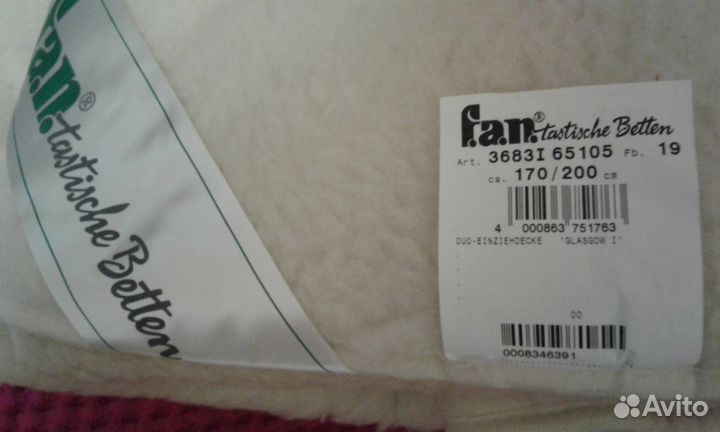 f.a.n.® tastische Betten
f.a.n.® tastische Betten
Art. 3683I 65105 Fb. 19
ca. 170/200 cm
4 000863 751763
DUO-EINZIEHDECKE 'GLASGOW I'
00
0008346391
Avito